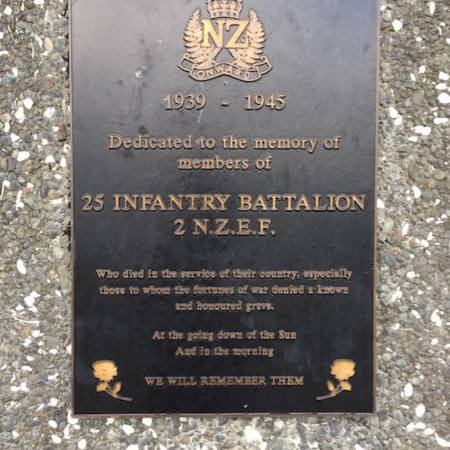 NZ
ONWARD
1939 - 1945
Dedicated to the memory of
members of
25 INFANTRY BATTALION
2 N.Z.E.F.
Who died in the service of their country, especially
those to whom the fortunes of war denied a known
and honoured grave.
At the going down of the Sun
And in the morning
WE WILL REMEMBER THEM